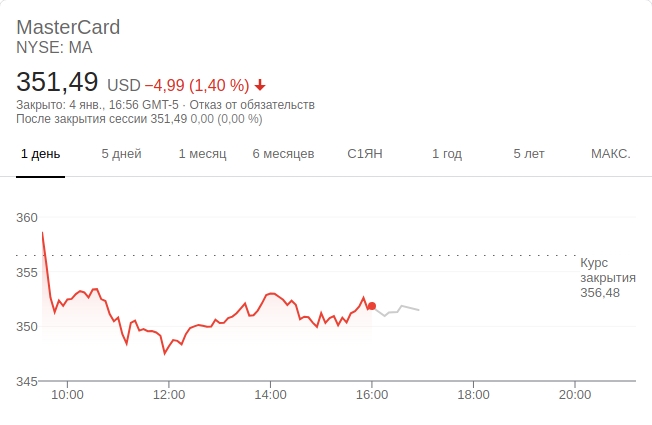 MasterCard
NYSE: MA
351,49 USD −4,99 (1,40 %)
Закрыто: 4 янв., 16:56 GMT-5 · Отказ от обязательств
После закрытия сессии 351,49 0,00 (0,00 %)
1 день 5 дней 1 месяц 6 месяцев С1ЯН 1 год 5 лет МАКС.
360
355
350
345
Курс
закрытия
356,48
10:00 12:00 14:00 16:00 18:00 20:00